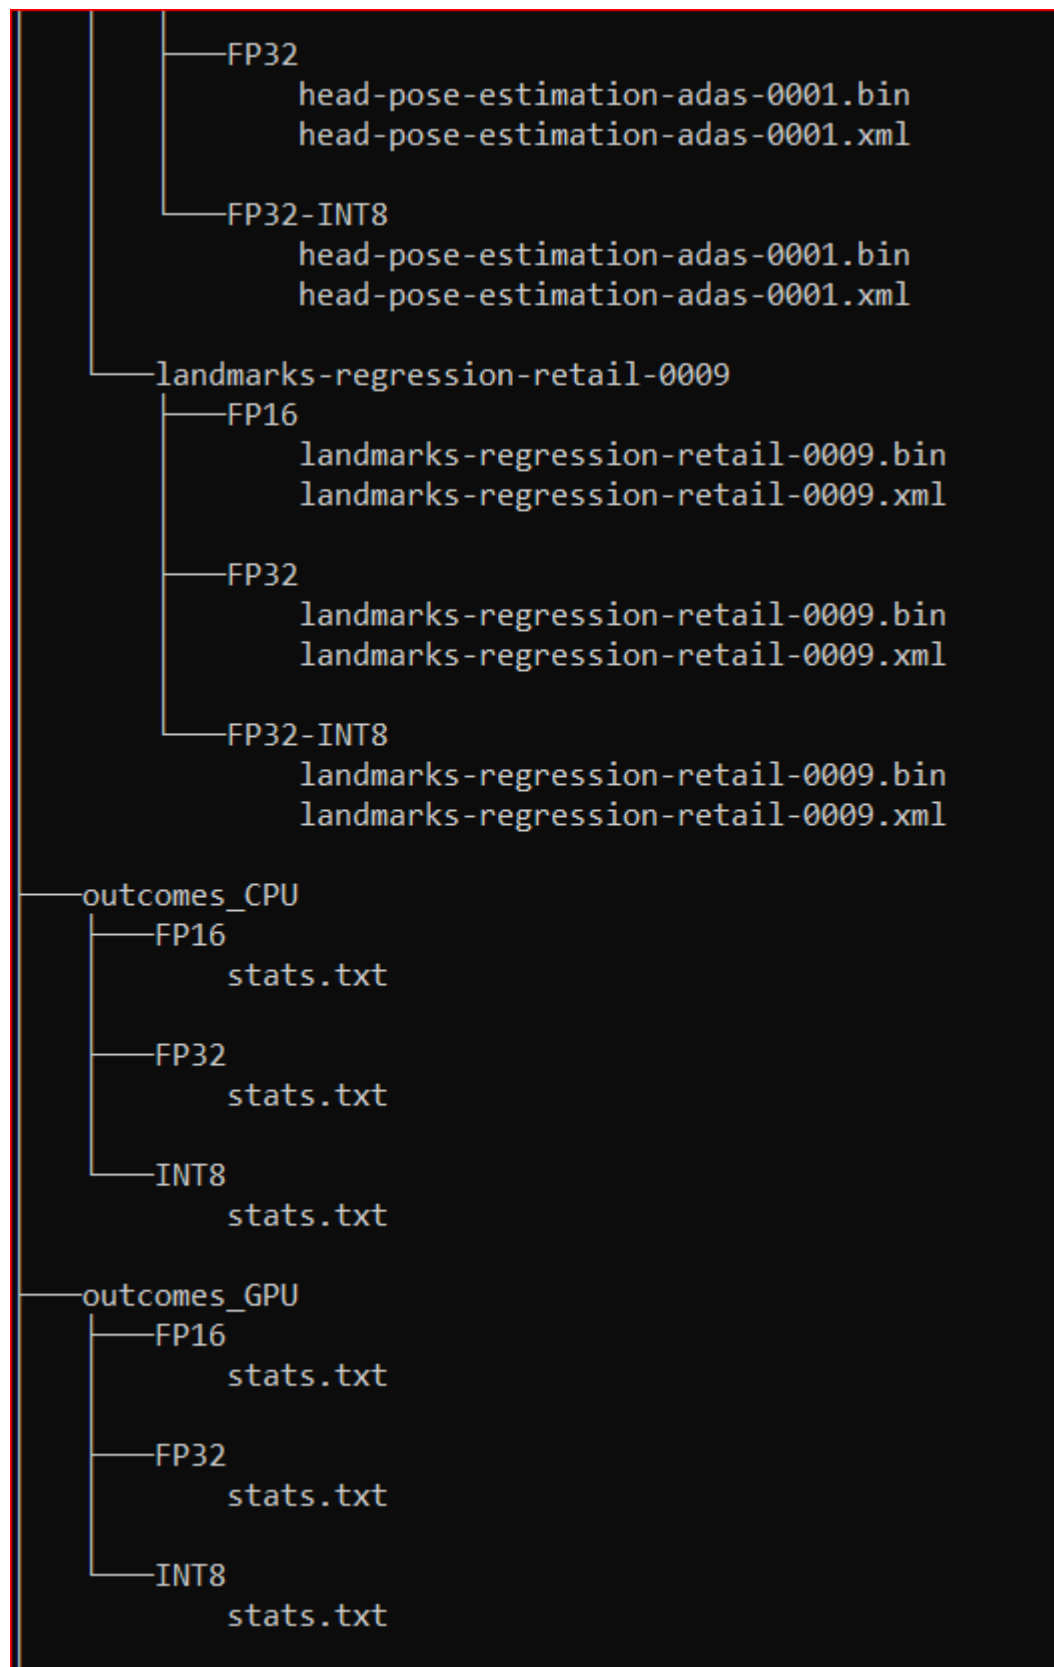 FP32
head-pose-estimation-adas-0001.bin
head-pose-estimation-adas-0001.xml
FP32-INT8
head-pose-estimation-adas-0001.bin
head-pose-estimation-adas-0001.xml
landmarks-regression-retail-0009
FP16
landmarks-regression-retail-0009.bin
landmarks-regression-retail-0009.xml
FP32
landmarks-regression-retail-0009.bin
landmarks-regression-retail-0009.xml
FP32-INT8
landmarks-regression-retail-0009.bin
landmarks-regression-retail-0009.xml
outcomes_CPU
FP16
stats.txt
FP32
stats.txt
INT8
stats.txt
outcomes_GPU
FP16
stats.txt
FP32
stats.txt
INT8
stats.txt